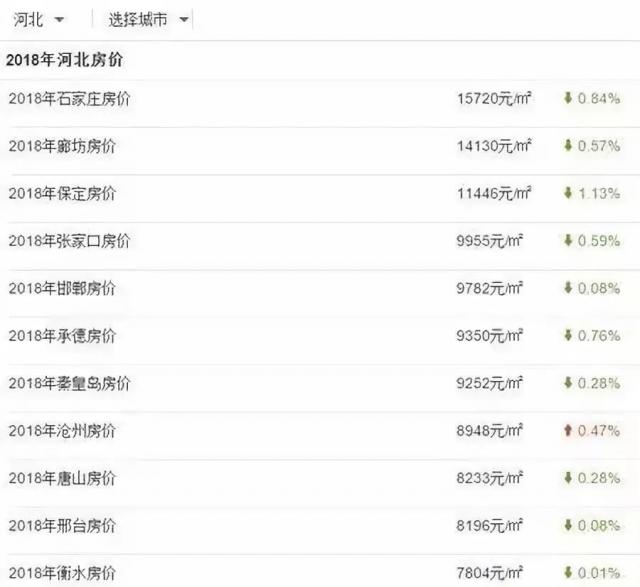 河北 选择城市
2018年河北房价
2018年石家庄房价 15720元/㎡ 0.84%
2018年廊坊房价 14130元/㎡ 0.57%
2018年保定房价 11446元/㎡ 1.13%
2018年张家口房价 9955元/㎡ 0.59%
2018年邯郸房价 9782元/㎡ 0.08%
2018年承德房价 9350元/㎡ 0.76%
2018年秦皇岛房价 9252元/㎡ 0.28%
2018年沧州房价 8948元/㎡ 0.47%
2018年唐山房价 8233元/㎡ 0.28%
2018年邢台房价 8196元/㎡ 0.08%
2018年衡水房价 7804元/㎡ 0.01%